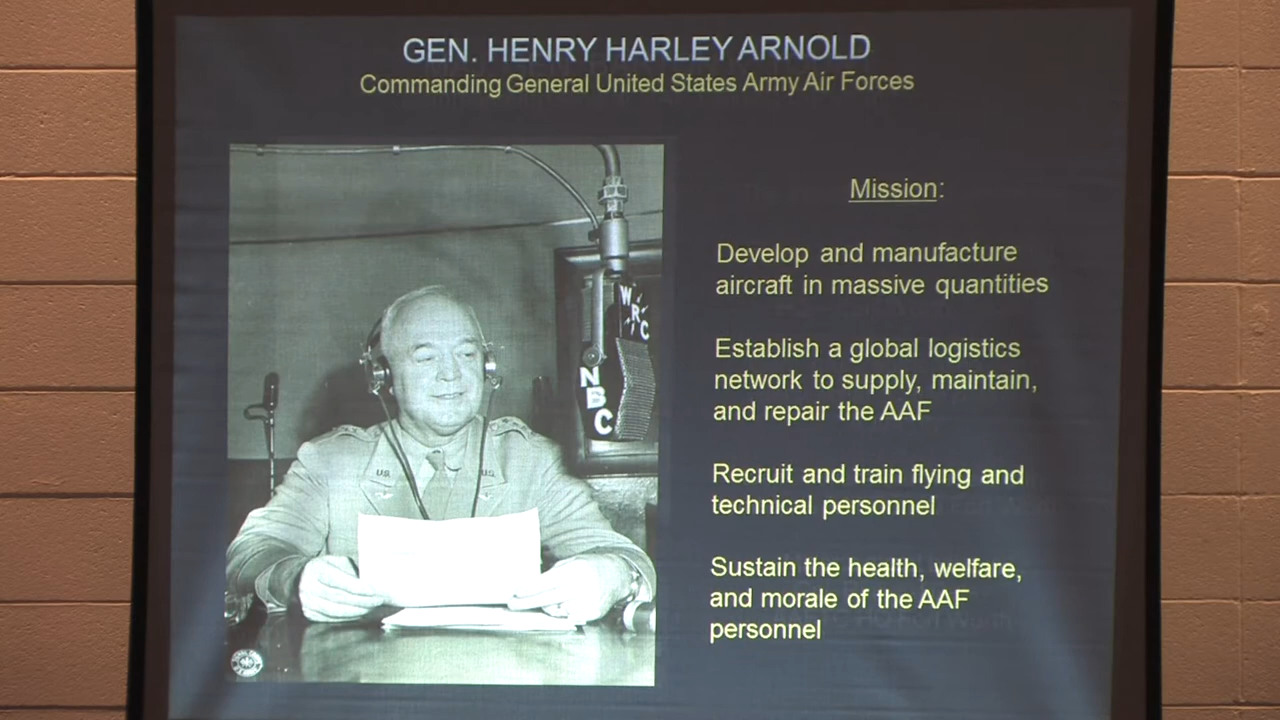 GEN. HENRY HARLEY ARNOLD
Commanding General United States Army Air Forces
Mission:
Develop and manufacture
aircraft in massive quantities
Establish a global logistics
network to supply, maintain,
and repair the AAF
Recruit and train flying and
technical personnel
Sustain the health, welfare,
and morale of the AAF
personnel
WRC
NBC
U.S.
U.S.